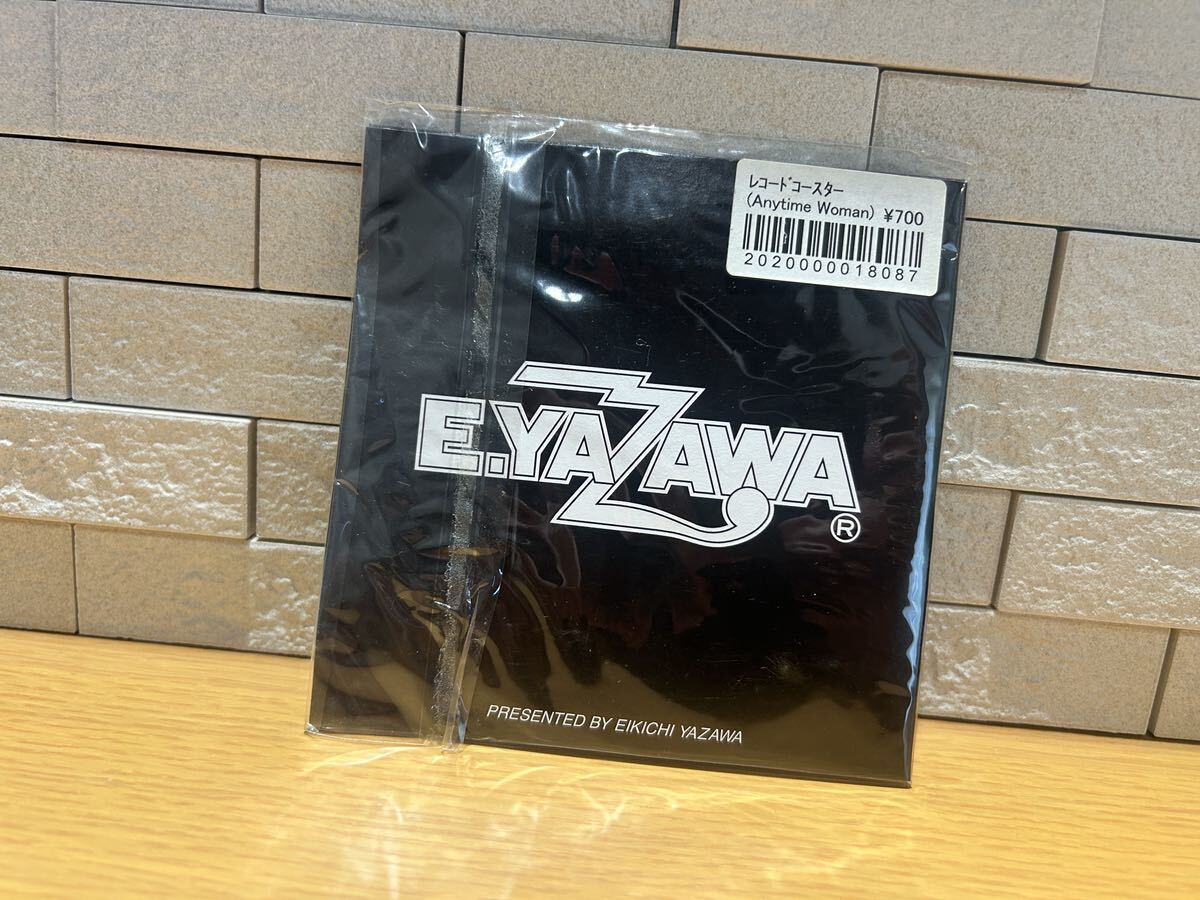 ﾚｺｰﾄﾞｺｰｽﾀｰ
(Anytime Woman) ¥700
2020000018087
E.YAZAWA
®
PRESENTED BY EIKICHI YAZAWA